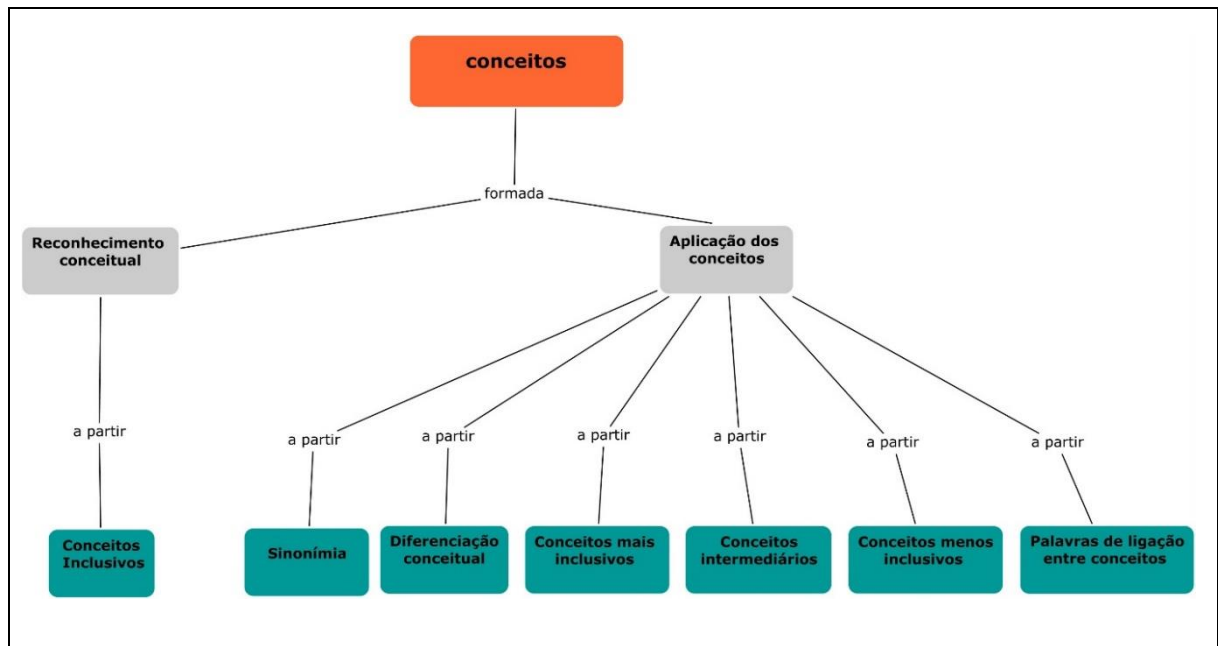 conceitos
formada
Reconhecimento
conceitual
Aplicação dos
conceitos
a partir
a partir
a partir
a partir
a partir
a partir
a partir
Conceitos
Inclusivos
Sinonímia
Diferenciação
conceitual
Conceitos mais
inclusivos
Conceitos
intermediários
Conceitos menos
inclusivos
Palavras de ligação
entre conceitos